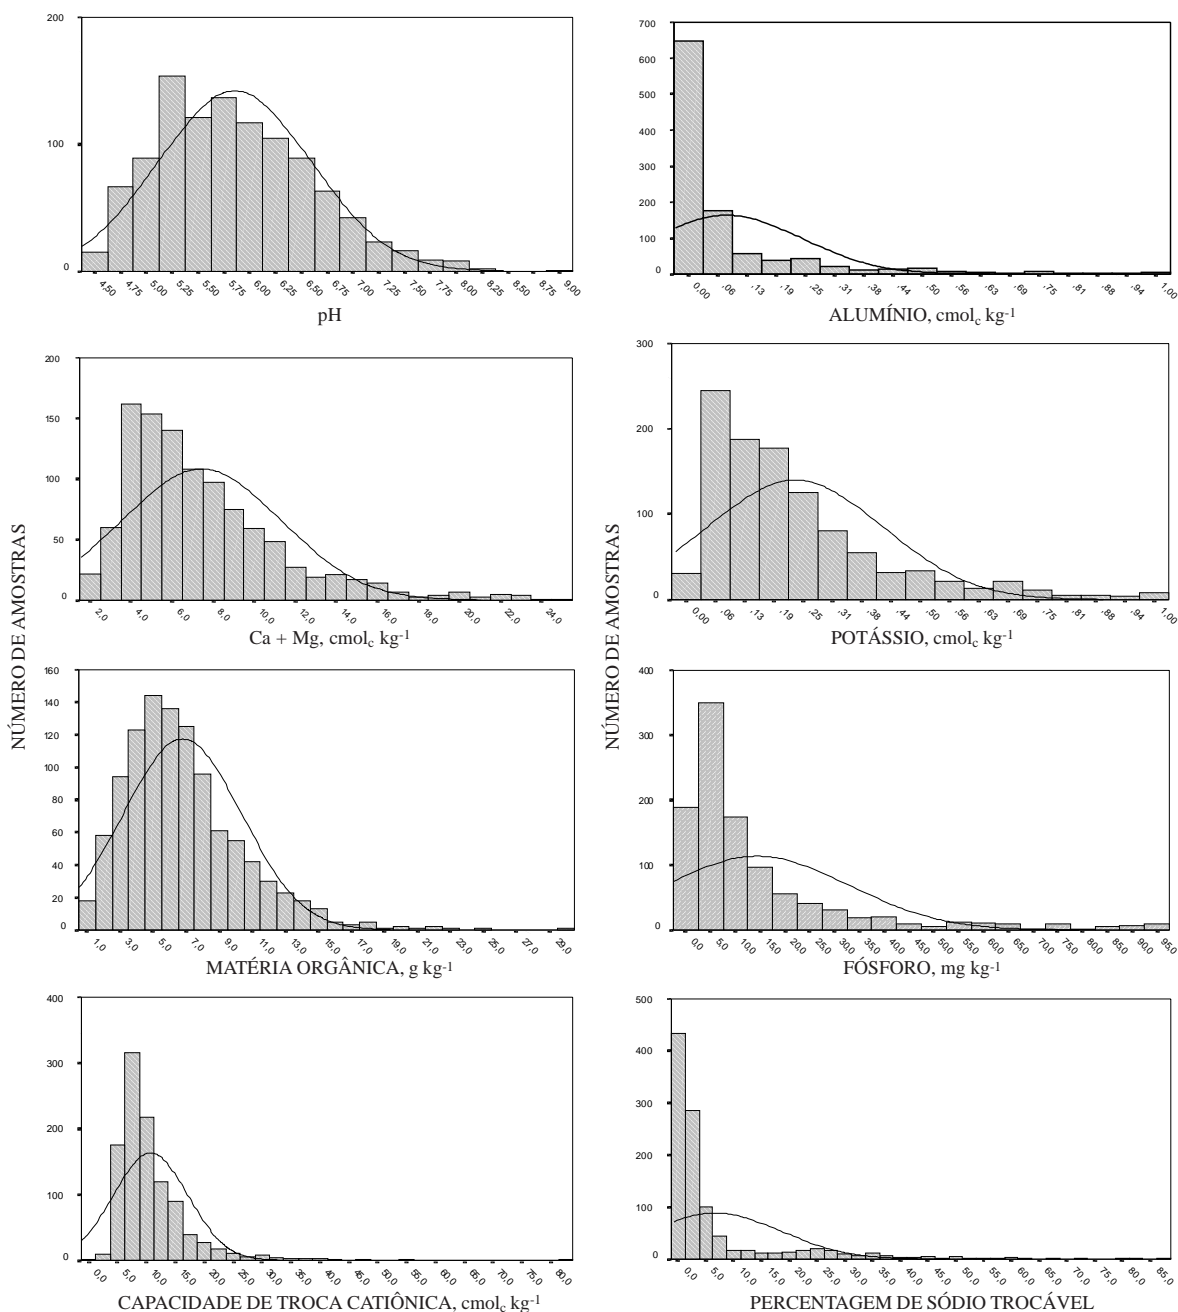 200
100
0
4,50 4,75 5,00 5,25 5,50 5,75 6,00 6,25 6,50 6,75 7,00 7,25 7,50 7,75 8,00 8,25 8,50 8,75 9,00
pH
700
600
500
400
300
200
100
0
0,00 ,06 ,13 ,19 ,25 ,31 ,38 ,44 ,50 ,56 ,63 ,69 ,75 ,81 ,88 ,94 1,00
ALUMÍNIO, cmolc kg-1
NÚMERO DE AMOSTRAS
200
150
100
50
0
2,0 4,0 6,0 8,0 10,0 12,0 14,0 16,0 18,0 20,0 22,0 24,0
Ca + Mg, cmolc kg-1
NÚMERO DE AMOSTRAS
300
200
100
0
0,00 ,06 ,13 ,19 ,25 ,31 ,38 ,44 ,50 ,56 ,63 ,69 ,75 ,81 ,88 ,94 1,00
POTÁSSIO, cmolc kg-1
160
140
120
100
80
60
40
20
0
1,0 3,0 5,0 7,0 9,0 11,0 13,0 15,0 17,0 19,0 21,0 23,0 25,0 27,0 29,0
MATÉRIA ORGÂNICA, g kg-1
400
300
200
100
0
0,0 5,0 10,0 15,0 20,0 25,0 30,0 35,0 40,0 45,0 50,0 55,0 60,0 65,0 70,0 75,0 80,0 85,0 90,0 95,0
FÓSFORO, mg kg-1
400
300
200
100
0
0,0 5,0 10,0 15,0 20,0 25,0 30,0 35,0 40,0 45,0 50,0 55,0 60,0 65,0 70,0 75,0 80,0
CAPACIDADE DE TROCA CATIÔNICA, cmolc kg-1
500
400
300
200
100
0
0,0 5,0 10,0 15,0 20,0 25,0 30,0 35,0 40,0 45,0 50,0 55,0 60,0 65,0 70,0 75,0 80,0 85,0
PERCENTAGEM DE SÓDIO TROCÁVEL